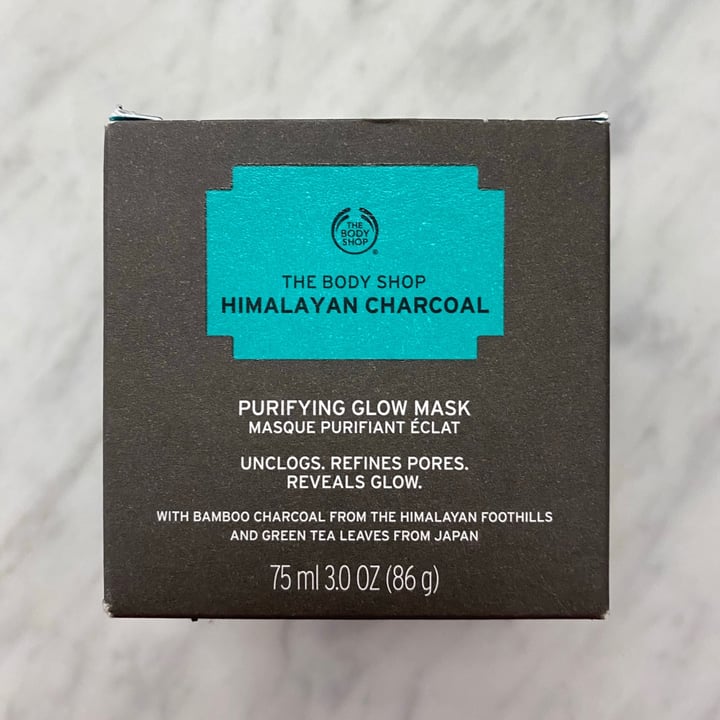 THE
BODY
SHOP®
THE BODY SHOP
HIMALAYAN CHARCOAL
PURIFYING GLOW MASK
MASQUE PURIFIANT ÉCLAT
UNCLOGS. REFINES PORES.
REVEALS GLOW.
WITH BAMBOO CHARCOAL FROM THE HIMALAYAN FOOTHILLS
AND GREEN TEA LEAVES FROM JAPAN
75 ml 3.0 OZ (86 g)